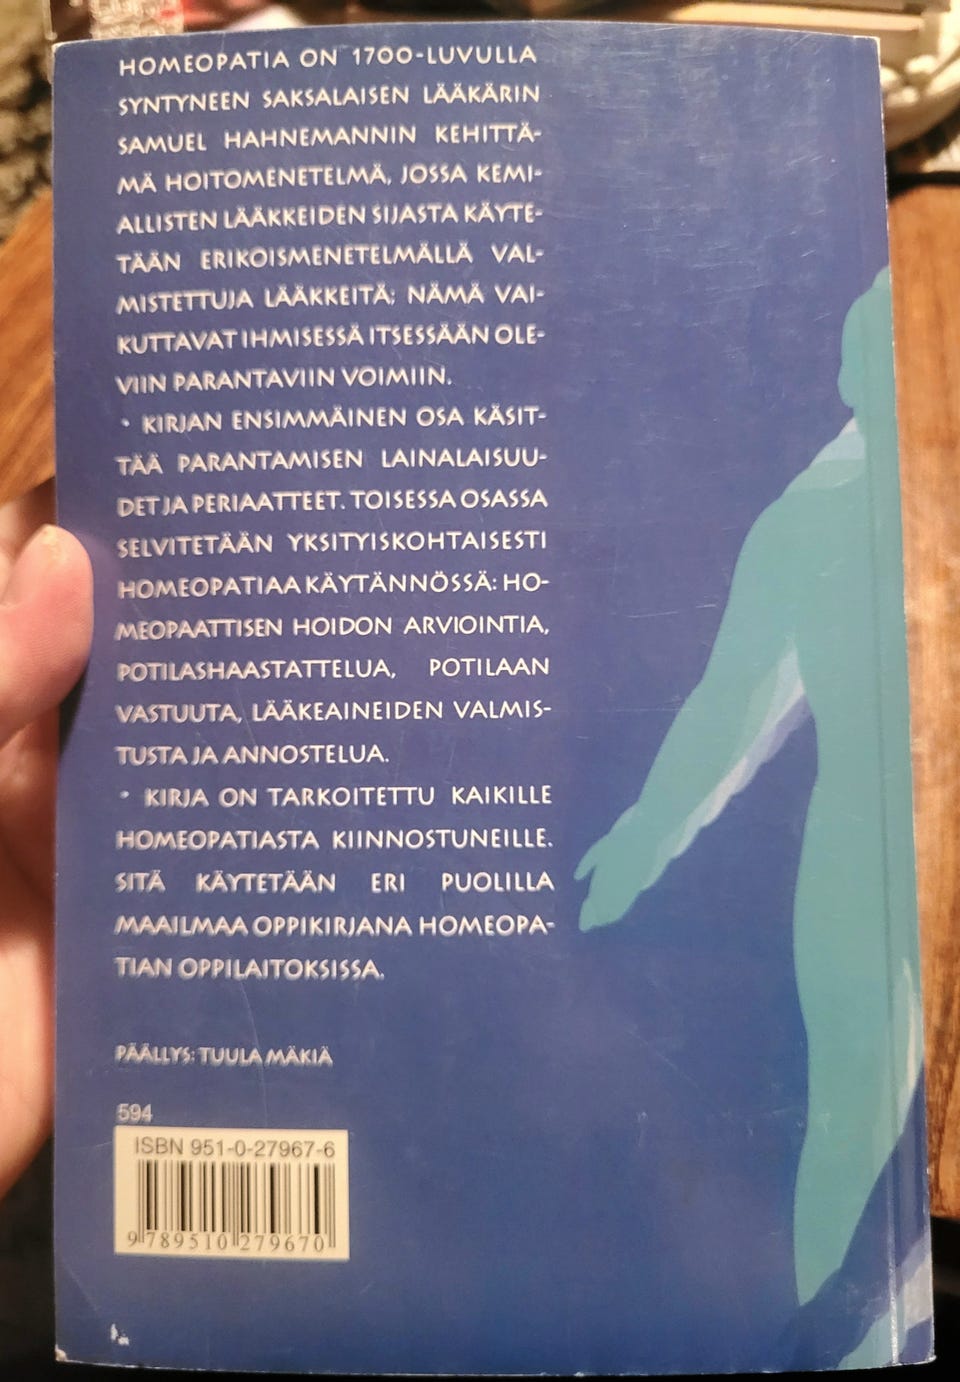 HOMEOPATIA ON 1700-LUVULLA
SYNTYNEEN SAKSALAISEN LÄÄKÄRIN
SAMUEL HAHNEMANNIN KEHITTÄ-
MÄ HOITOMENETELMÄ, JOSSA KEMI-
ALLISTEN LÄÄKKEIDEN SIJASTA KÄYTE-
TÄÄN ERIKOISMENETELMÄLLÄ VAL-
MISTETTUJA LÄÄKKEITÄ; NÄMÄ VAI-
KUTTAVAT IHMISESSÄ ITSESSÄÄN OLE-
VIIN PARANTAVIIN VOIMIIN.
• KIRJAN ENSIMMÄINEN OSA KÄSIT-
TÄÄ PARANTAMISEN LAINALAISUU-
DET JA PERIAATTEET. TOISESSA OSASSA
SELVITETÄÄN YKSITYISKOHTAISESTI
HOMEOPATIAA KÄYTÄNNÖSSÄ: HO-
MEOPAATTISEN HOIDON ARVIOINTIA,
POTILASHAASTATTELUA, POTILAAN
VASTUUTA, LÄÄKEAINEIDEN VALMIS-
TUSTA JA ANNOSTELUA.
• KIRJA ON TARKOITETTU KAIKILLE
HOMEOPATIASTA KIINNOSTUNEILLE.
SITÄ KÄYTETÄÄN ERI PUOLILLA
MAAILMAA OPPIKIRJANA HOMEOPA-
TIAN OPPILAITOKSISSA.
PÄÄLLYS: TUULA MÄKIÄ
594
ISBN 951-0-27967-6
9 789510 279670